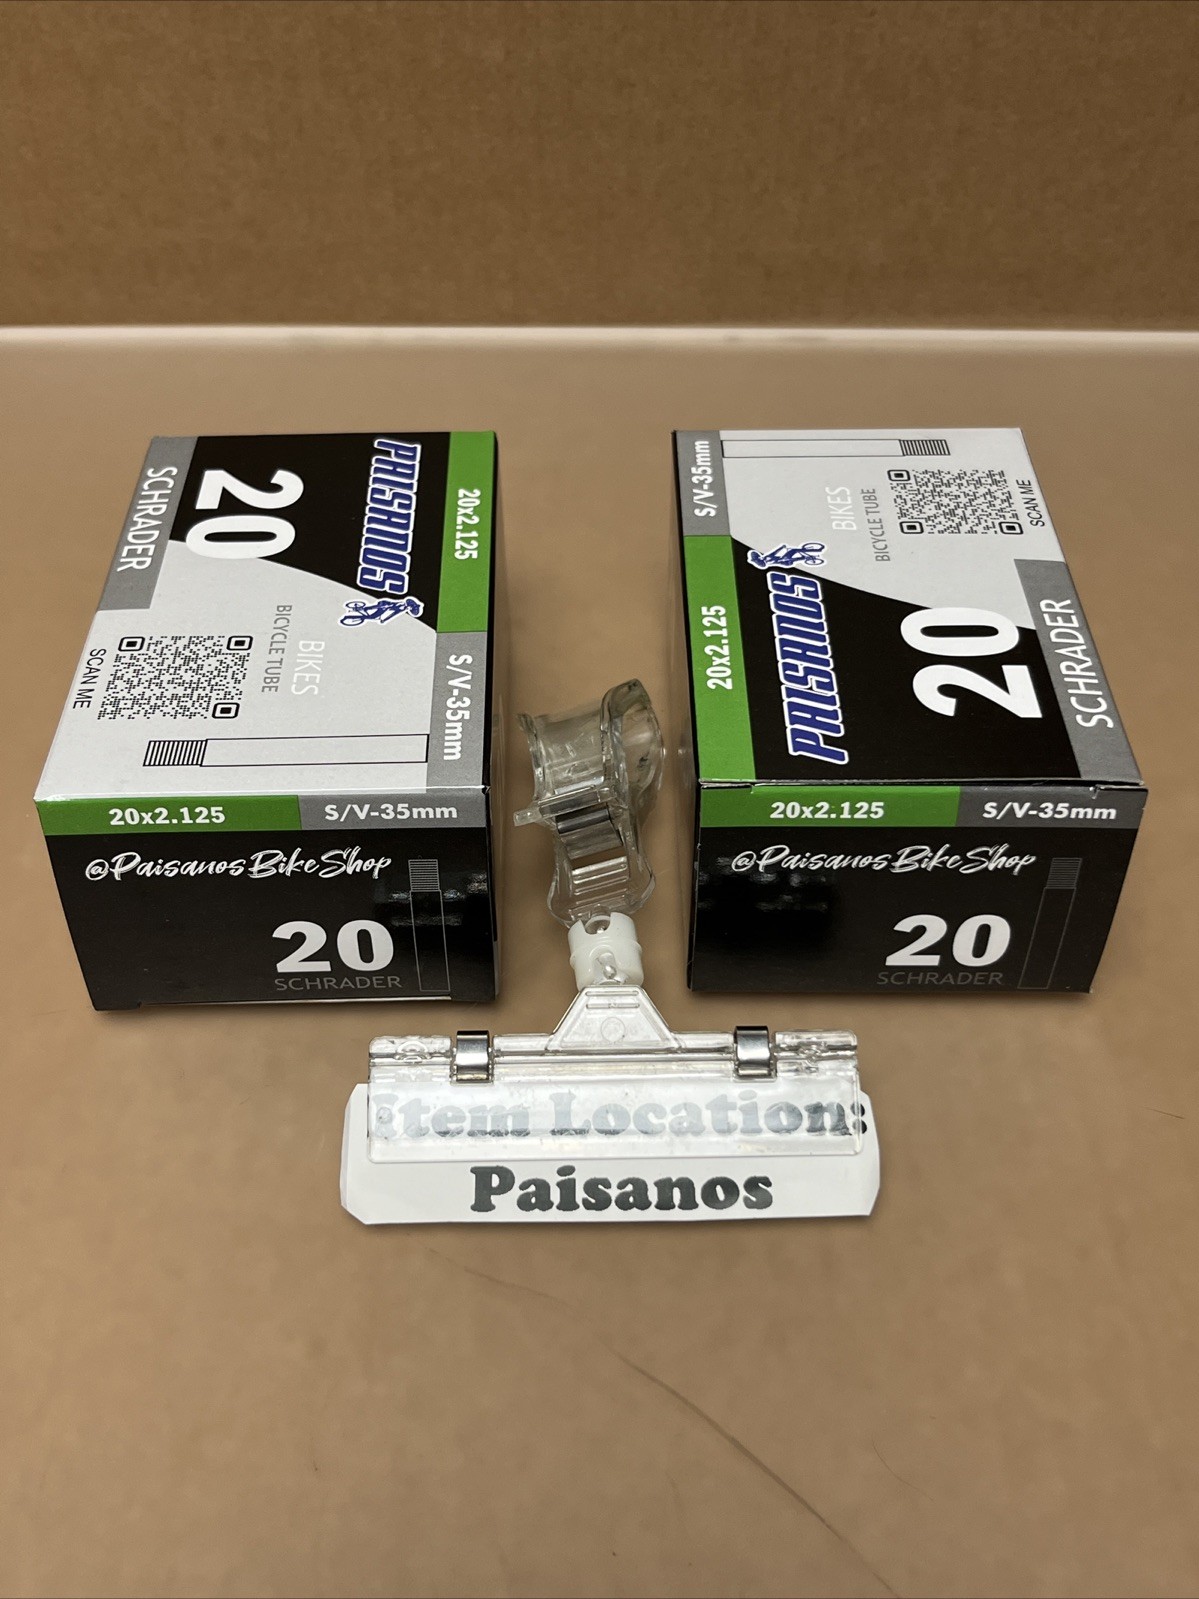 SCHRADER
20
PAISANOS
20x2.125
BIKES
BICYCLE TUBE
SCAN ME
S/V-35mm
20x2.125
S/V-35mm
@PaisanosBikeShop
20
SCHRADER
S/V-35mm
20x2.125
PAISANOS
BIKES
BICYCLE TUBE
SCAN ME
20
SCHRADER
20x2.125
S/V-35mm
@PaisanosBikeShop
20
SCHRADER
Item Location:
Paisanos